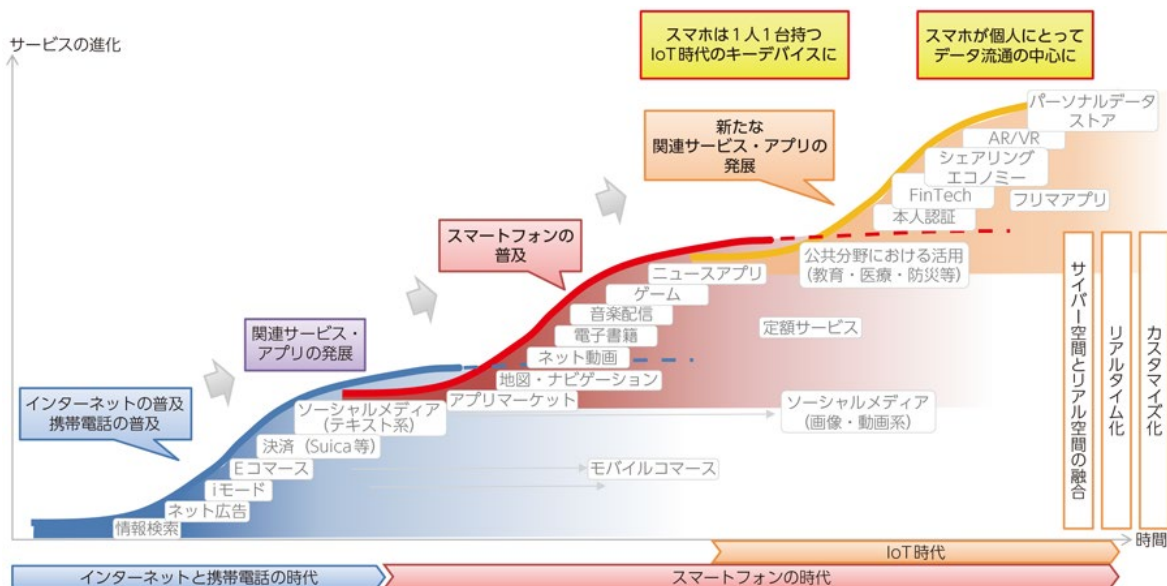 サービスの進化
スマホは1人1台持つ
IoT時代のキーデバイスに
スマホが個人にとって
データ流通の中心に
新たな
関連サービス・アプリの
発展
パーソナルデータ
ストア
AR/VR
シェアリング
エコノミー
FinTech
フリマアプリ
本人認証
スマートフォンの
普及
公共分野における活用
(教育・医療・防災等)
ニュースアプリ
ゲーム
音楽配信
電子書籍
定額サービス
ネット動画
地図・ナビゲーション
アプリマーケット
関連サービス・
アプリの発展
インターネットの普及
携帯電話の普及
ソーシャルメディア
(テキスト系)
ソーシャルメディア
(画像・動画系)
決済(Suica等)
Eコマース
モバイルコマース
iモード
ネット広告
情報検索
サイバー空間とリアル空間の融合
リアルタイム化
カスタマイズ化
時間
IoT時代
インターネットと携帯電話の時代
スマートフォンの時代